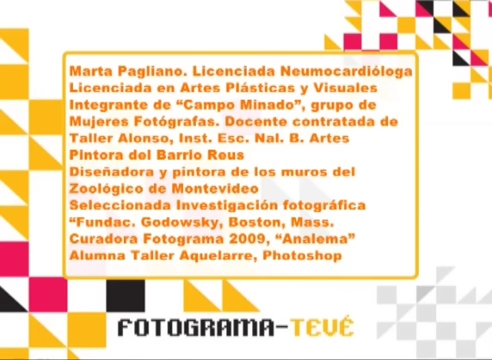 Marta Pagliano. Licenciada Neumocardióloga
Licenciada en Artes Plásticas y Visuales
Integrante de “Campo Minado”, grupo de
Mujeres Fotógrafas. Docente contratada de
Taller Alonso, Inst. Esc. Nal. B. Artes
Pintora del Barrio Reus
Diseñadora y pintora de los muros del
Zoológico de Montevideo
Seleccionada Investigación fotográfica
“Fundac. Godowsky, Boston, Mass.
Curadora Fotograma 2009, “Analema”
Alumna Taller Aquelarre, Photoshop
FOTOGRAMA-TEVÉ